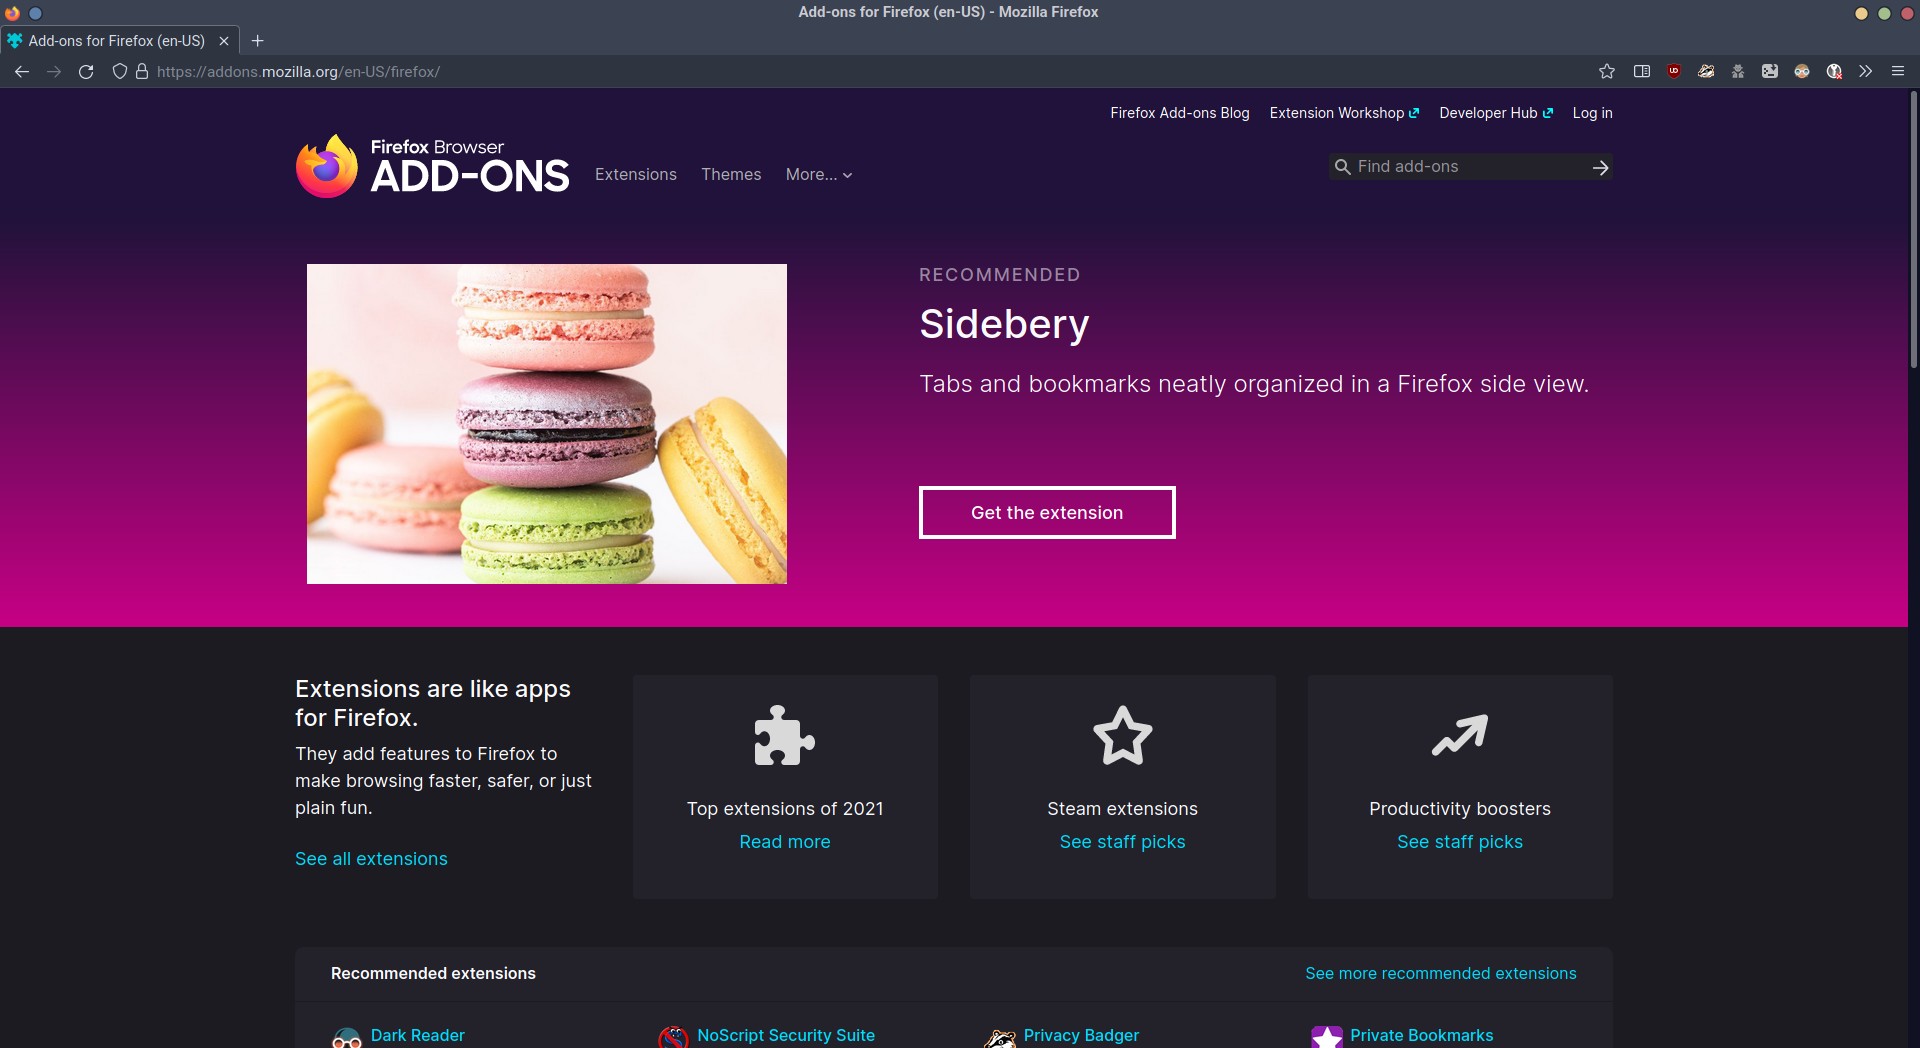 Add-ons for Firefox (en-US) - Mozilla Firefox
Add-ons for Firefox (en-US)
https://addons.mozilla.org/en-US/firefox/
Firefox Add-ons Blog
Extension Workshop
Developer Hub
Log in
Firefox Browser
ADD-ONS
Extensions
Themes
More...
Find add-ons
RECOMMENDED
Sidebery
Tabs and bookmarks neatly organized in a Firefox side view.
Get the extension
Extensions are like apps
for Firefox.
They add features to Firefox to
make browsing faster, safer, or just
plain fun.
See all extensions
Top extensions of 2021
Read more
Steam extensions
See staff picks
Productivity boosters
See staff picks
Recommended extensions
See more recommended extensions
Dark Reader
NoScript Security Suite
Privacy Badger
Private Bookmarks